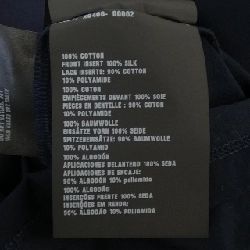 100% COTTON
FRONT INSERT 100% SILK
LACE INSERTS: 90% COTTON
10% POLYAMIDE
100% COTON
EMPIÈCEMENTS DEVANT 100% SOIE
PIÈCES EN DENTELLE: 90% COTON
10% POLYAMIDE
100% BAUMWOLLE
EINSÄTZE VORN 100% SEIDE
SPITZEEINSÄTZE: 90% BAUMWOLLE
10% POLYAMID
100% ALGODÓN
APLICACIONES DELANTERO 100% SEDA
APLICACIONES DE ENCAJE:
90% ALGODÓN 10% poliamida
100% ALGODÃO
INSERÇÕES FRENTE 100% SEDA
INSERÇÕES EM RENDA:
90% ALGODÃO 10% POLIAMIDE